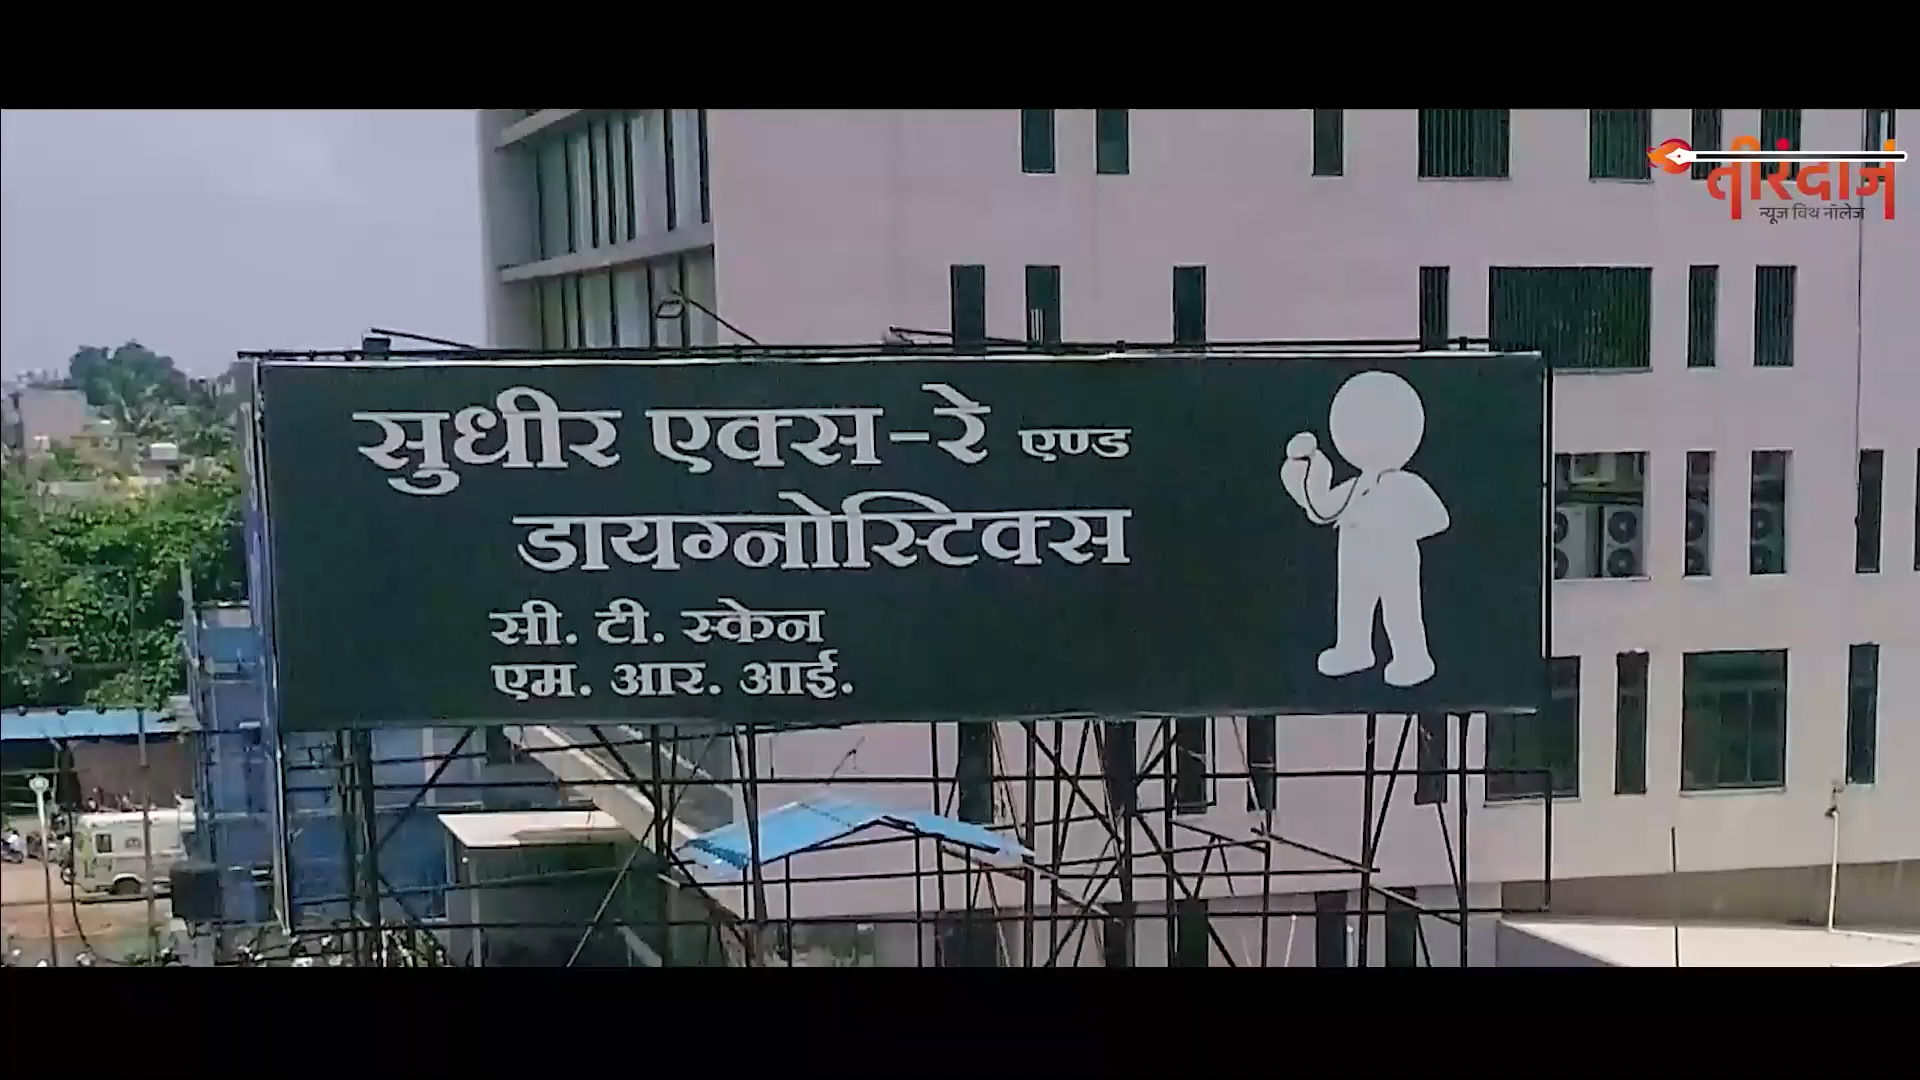 तीरंदाज
न्यूज विथ नॉलेज
सुधीर एक्स-रे एण्ड
डायग्नोस्टिक्स
सी. टी. स्केन
एम. आर. आई.